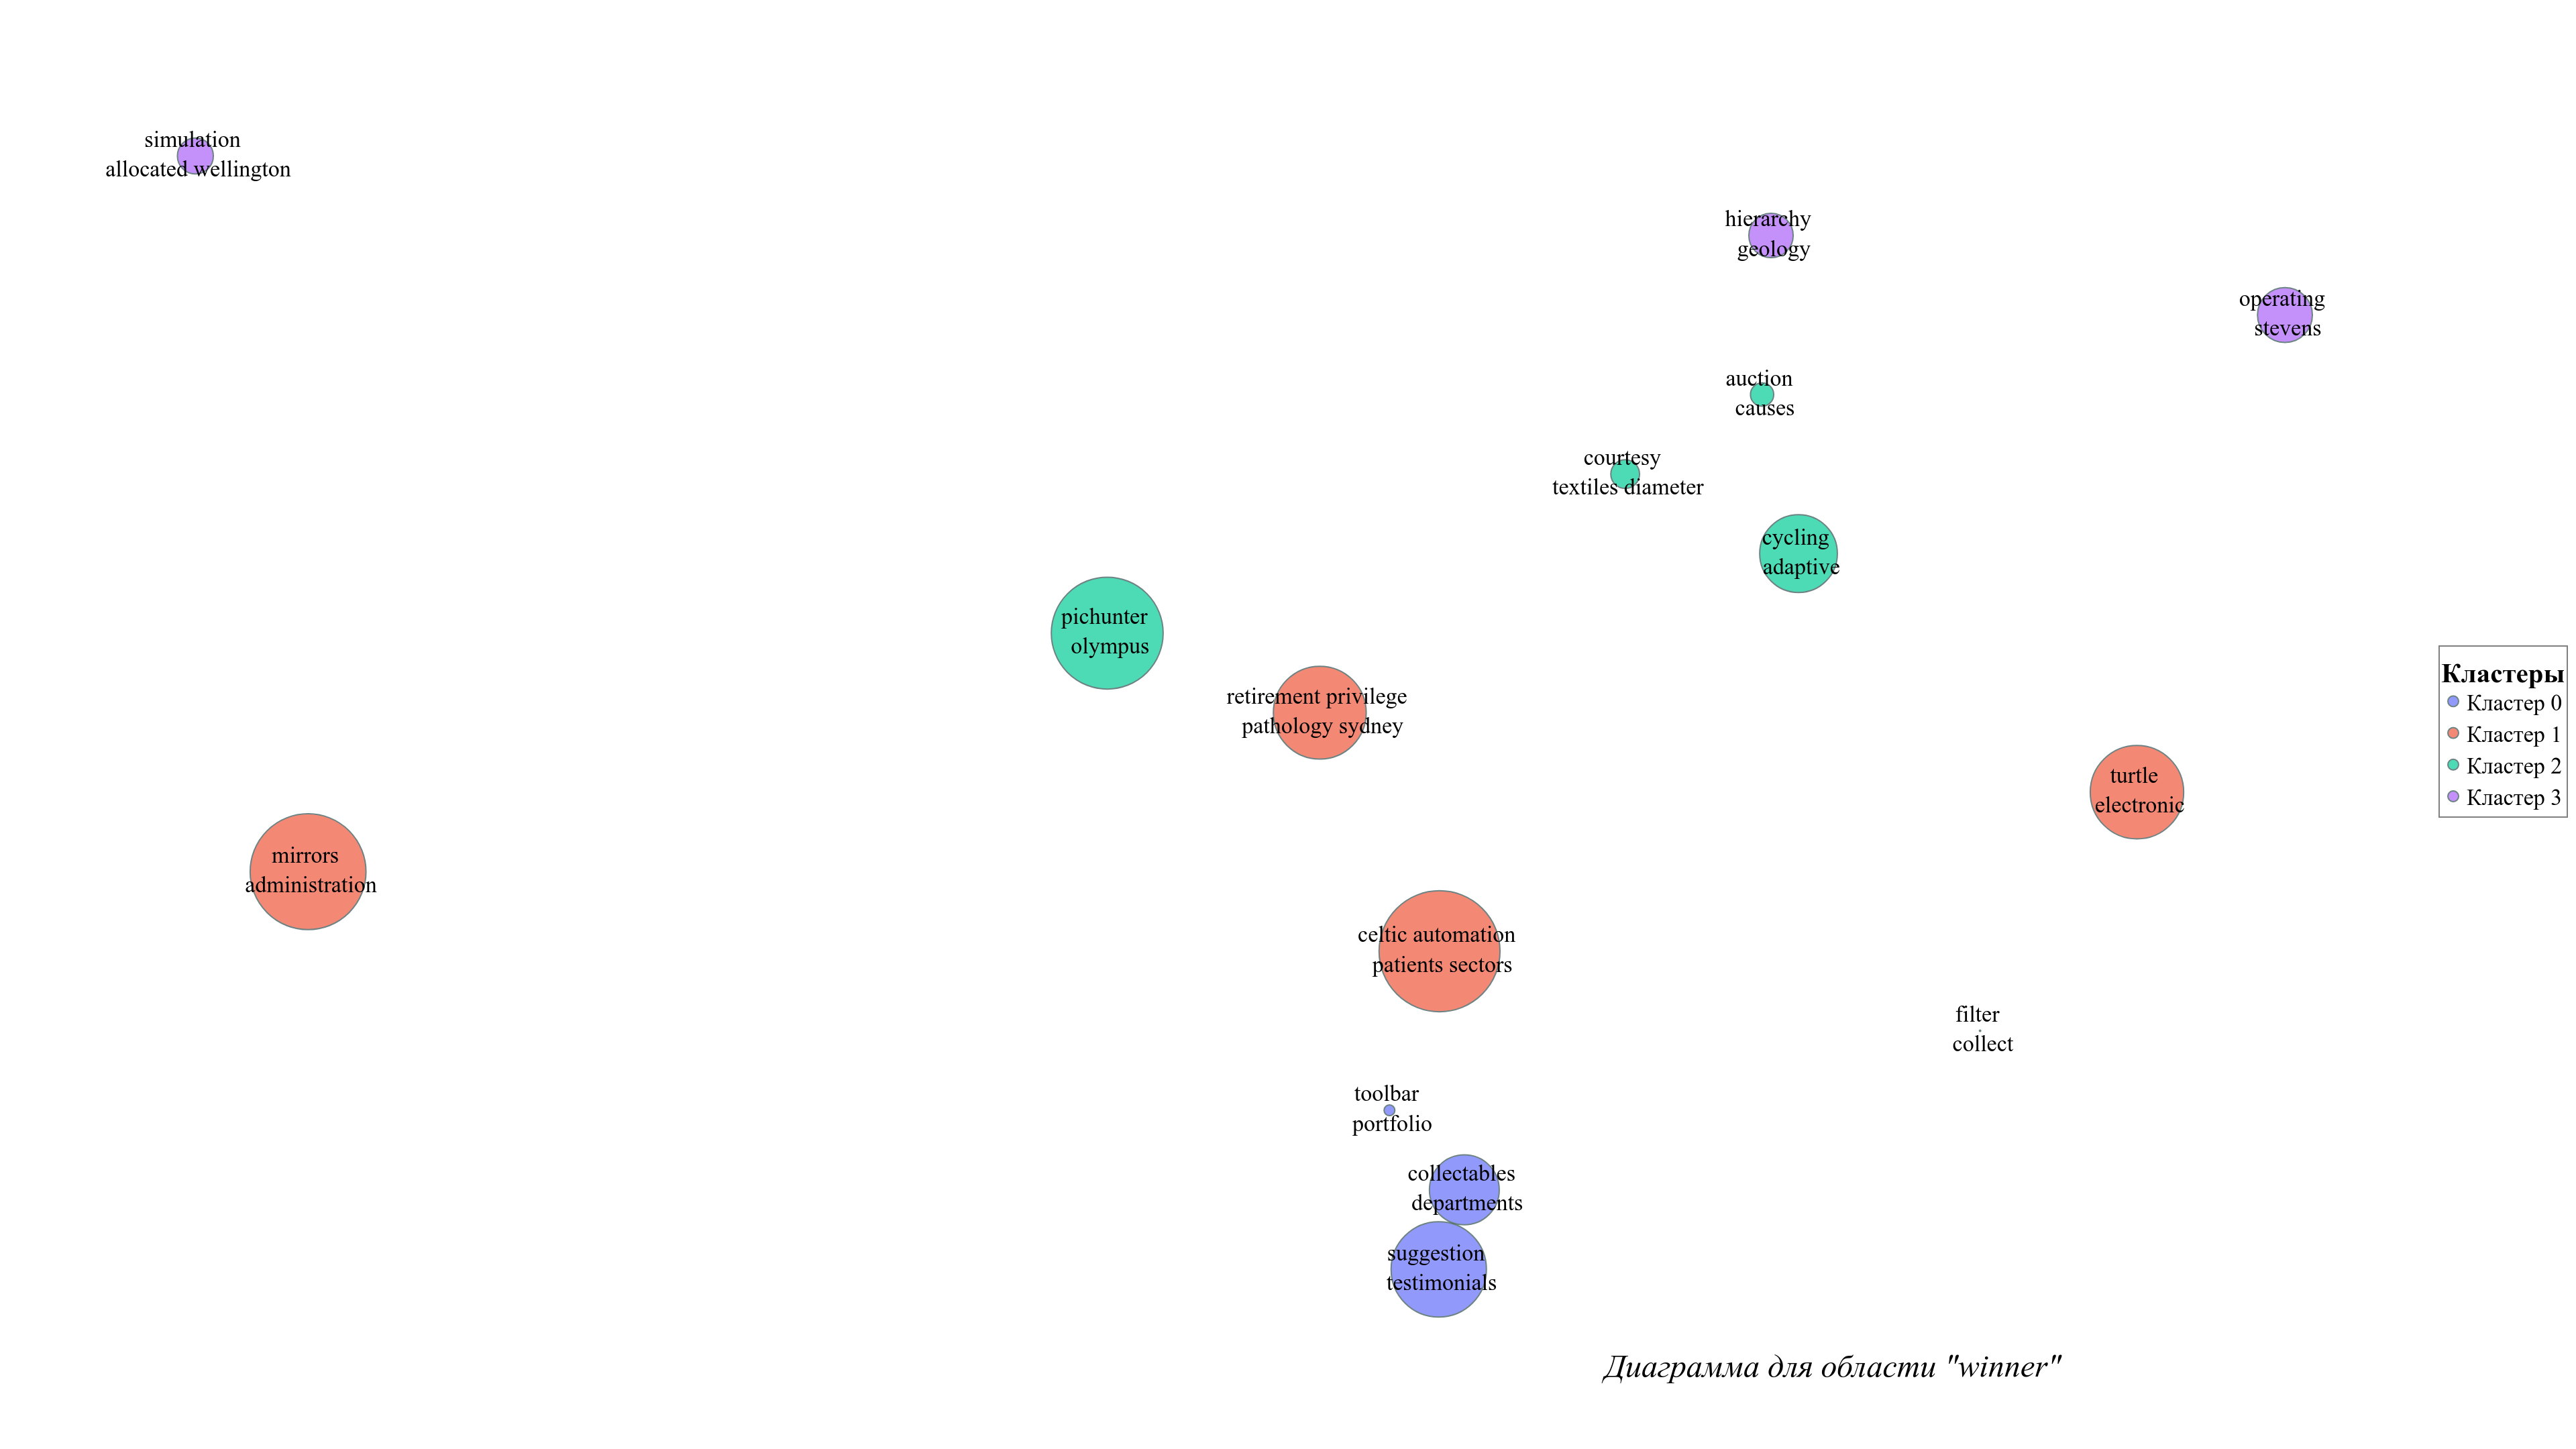 simulation
allocated wellington
hierarchy
geology
operating
stevens
auction
causes
courtesy
textiles diameter
cycling
adaptive
pichunter
olympus
retirement privilege
pathology sydney
turtle
electronic
mirrors
administration
celtic automation
patients sectors
filter
collect
toolbar
portfolio
collectables
departments
suggestion
testimonials
Кластеры
Кластер 0
Кластер 1
Кластер 2
Кластер 3
Диаграмма для области "winner"